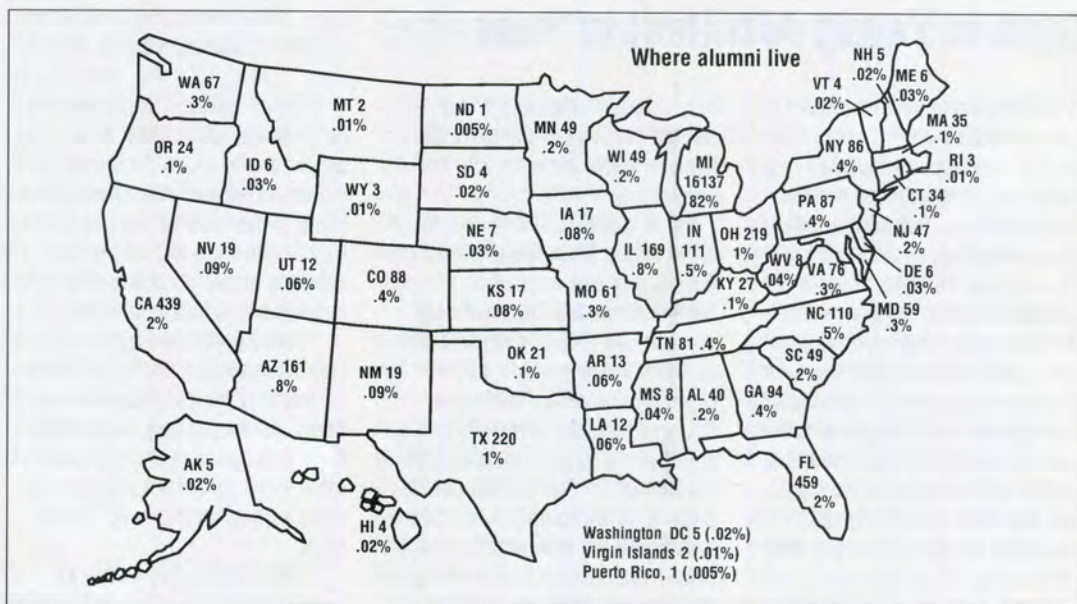 Where alumni live
WA 67
.3%
OR 24
.1%
CA 439
2%
NV 19
.09%
ID 6
.03%
MT 2
.01%
WY 3
.01%
UT 12
.06%
AZ 161
.8%
CO 88
.4%
NM 19
.09%
ND 1
.005%
SD 4
.02%
NE 7
.03%
KS 17
.08%
OK 21
.1%
TX 220
1%
MN 49
.2%
IA 17
.08%
MO 61
.3%
AR 13
.06%
LA 12
.06%
WI 49
.2%
IL 169
.8%
MI
16137
82%
IN
111
.5%
OH 219
1%
KY 27
.1%
TN 81 .4%
MS 8
.04%
AL 40
.2%
GA 94
.4%
FL
459
2%
SC 49
.2%
NC 110
.5%
VA 76
.3%
WV 8
.04%
PA 87
.4%
NY 86
.4%
VT 4
.02%
NH 5
.02%
ME 6
.03%
MA 35
.1%
RI 3
.01%
CT 34
.1%
NJ 47
.2%
DE 6
.03%
MD 59
.3%
AK 5
.02%
HI 4
.02%
Washington, DC 5 (.02%)
Virgin Islands 2 (.01%)
Puerto Rico, 1 (.005%)